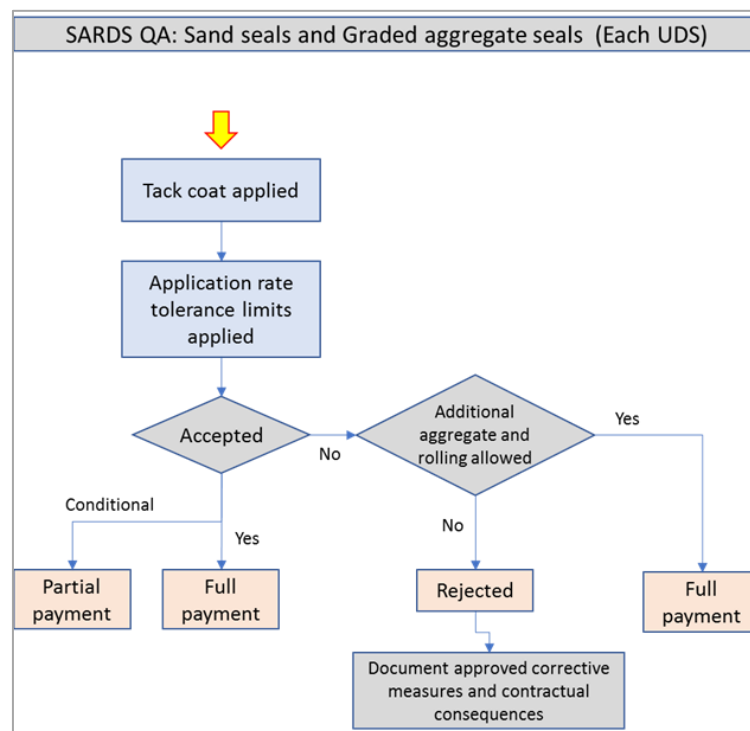 SARDS QA: Sand seals and Graded aggregate seals  (Each UDS)
Tack coat applied
Application rate
tolerance limits
applied
Accepted
No
Additional
aggregate and
rolling allowed
Yes
Conditional
Yes
No
Partial
payment
Full
payment
Rejected
Full
payment
Document approved corrective
measures and contractual
consequences